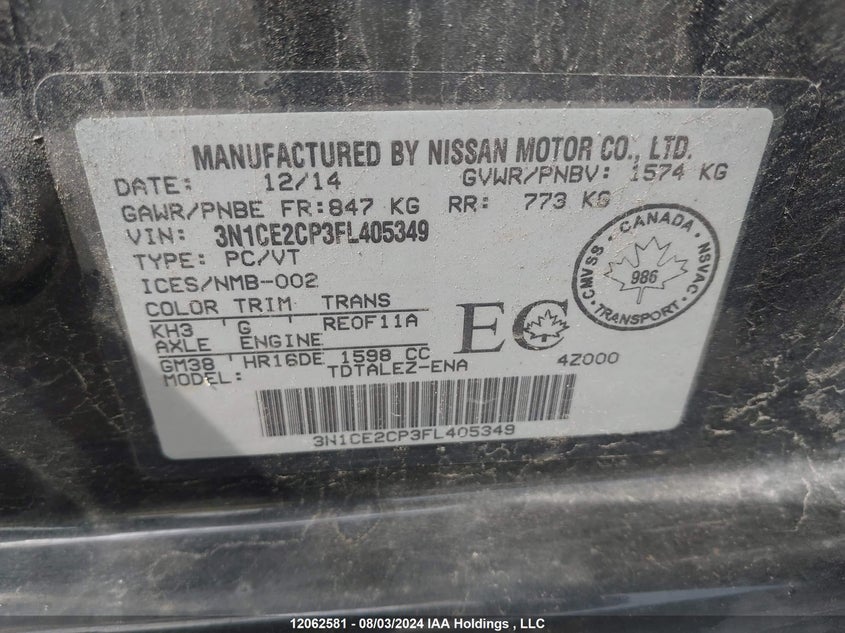 MANUFACTURED BY NISSAN MOTOR CO., LTD.
DATE: 12/14 GVWR/PNBV: 1574 KG
GAWR/PNBE FR:847 KG RR: 773 KG
VIN: 3N1CE2CP3FL405349
TYPE: PC/VT
ICES/NMB-002
COLOR TRIM TRANS
KH3 G RE0F11A
AXLE ENGINE
GM38 HR16DE 1598 CC
MODEL: TDTALEZ-ENA 4Z000
CMVSS CANADA NSVAC
986
TRANSPORT
EC
3N1CE2CP3FL405349
12062581 - 08/03/2024 IAA Holdings , LLC